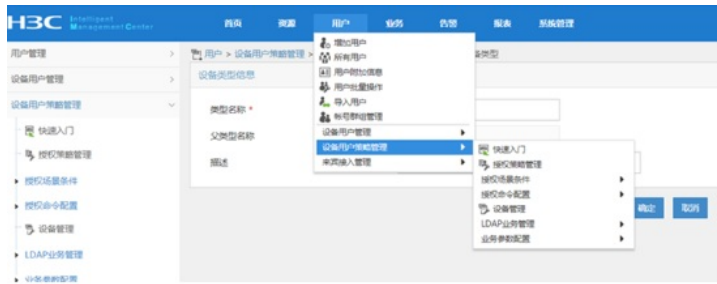 H3C Intelligent Management Center
首页 资源 用户 业务 告警 报表 系统管理
用户管理
设备用户管理
设备用户策略管理
快速入门
授权策略管理
授权场景条件
授权命令配置
设备管理
LDAP业务管理
业务参数配置
用户 > 设备用户策略管理 >
备类型
设备类型信息
类型名称 *
父类型名称
描述
增加用户
所有用户
用户附加信息
用户批量操作
导入用户
帐号群组管理
设备用户管理
设备用户策略管理
来宾接入管理
快速入门
授权策略管理
授权场景条件
授权命令配置
设备管理
LDAP业务管理
业务参数配置
确定 取消